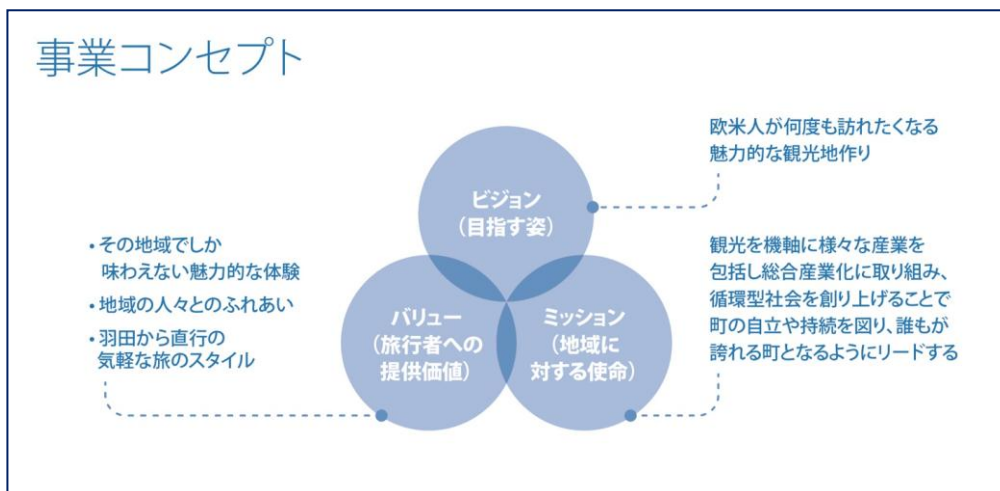 事業コンセプト
ビジョン
（目指す姿）
欧米人が何度も訪れたくなる
魅力的な観光地作り
バリュー
（旅行者への
提供価値）
・その地域でしか
味わえない魅力的な体験
・地域の人々とのふれあい
・羽田から直行の
気軽な旅のスタイル
ミッション
（地域に
対する使命）
観光を機軸に様々な産業を
包括し総合産業化に取り組み、
循環型社会を創り上げることで
町の自立や持続を図り、誰もが
誇れる町となるようにリードする